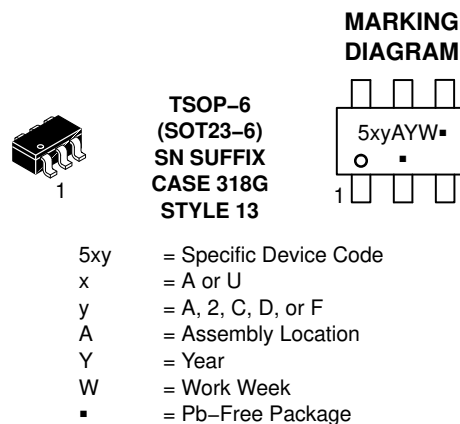 MARKING
DIAGRAM
TSOP−6
(SOT23−6)
SN SUFFIX
CASE 318G
STYLE 13
1
5xyAYW▪
▪
1
5xy = Specific Device Code
x = A or U
y = A, 2, C, D, or F
A = Assembly Location
Y = Year
W = Work Week
▪ = Pb−Free Package